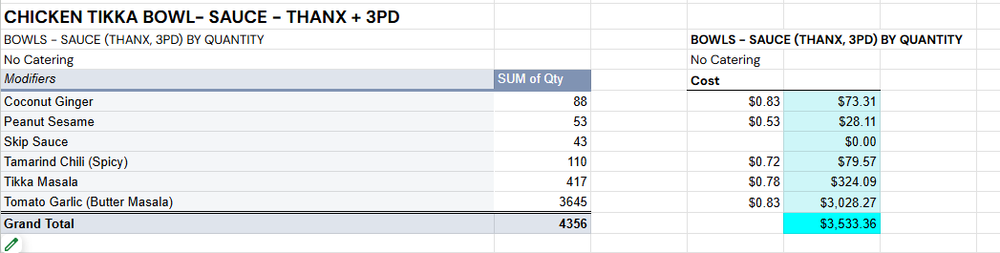 CHICKEN TIKKA BOWL- SAUCE - THANX + 3PD
BOWLS - SAUCE (THANX, 3PD) BY QUANTITY BOWLS - SAUCE (THANX, 3PD) BY QUANTITY
No Catering No Catering
Modifiers SUM of Qty Cost
Coconut Ginger 88 $0.83 $73.31
Peanut Sesame 53 $0.53 $28.11
Skip Sauce 43 $0.00
Tamarind Chili (Spicy) 110 $0.72 $79.57
Tikka Masala 417 $0.78 $324.09
Tomato Garlic (Butter Masala) 3645 $0.83 $3,028.27
Grand Total 4356 $3,533.36